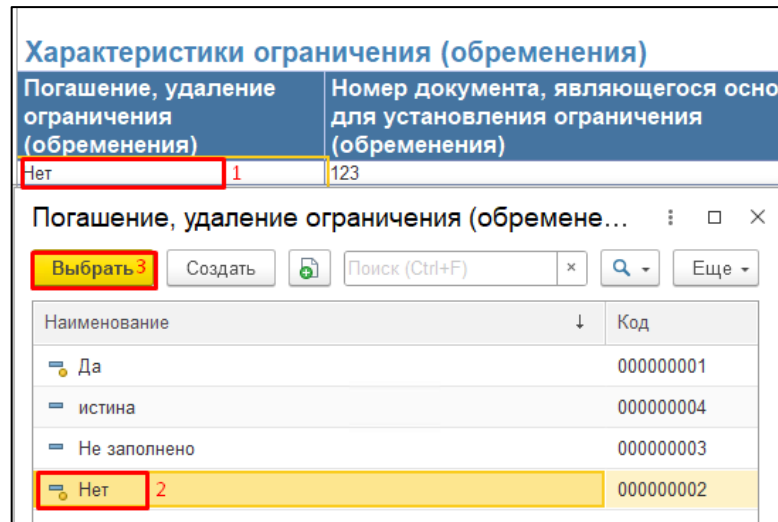 Характеристики ограничения (обременения)
Погашение, удаление Номер документа, являющегося осно
ограничения для установления ограничения
(обременения) (обременения)
Нет 1 123
Погашение, удаление ограничения (обремене...
Выбрать 3 Создать Поиск (Ctrl+F) × Еще
Наименование ↓ Код
Да 000000001
истина 000000004
Не заполнено 000000003
Нет 2 000000002